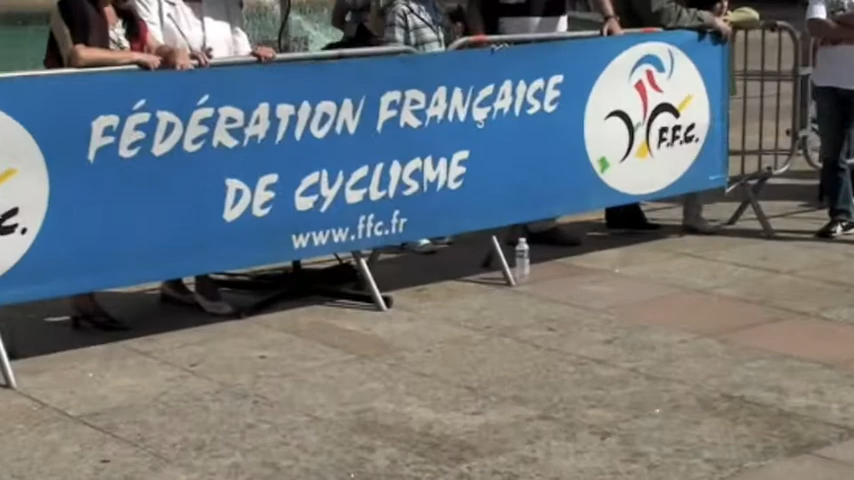 FÉDÉRATION FRANÇAISE
DE CYCLISME
www.ffc.fr
F.F.C.
C.